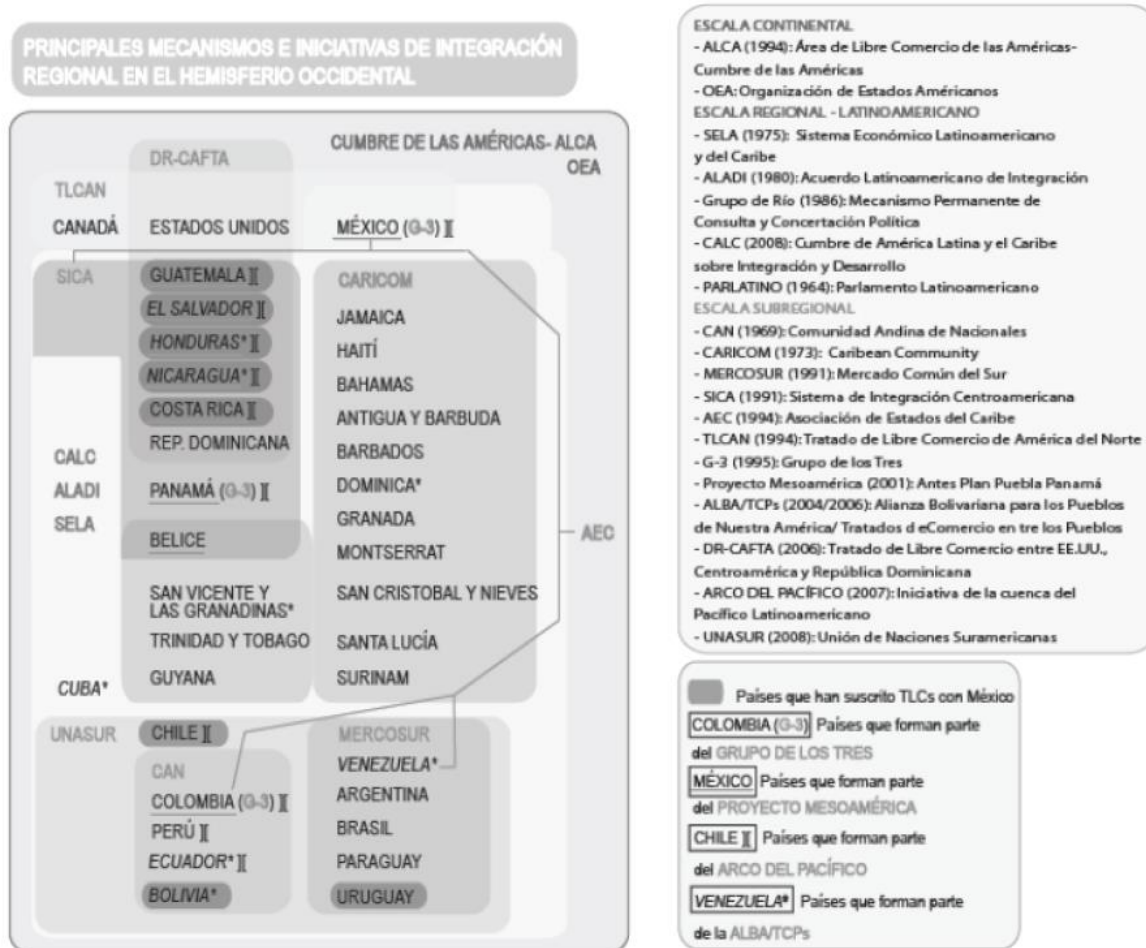 PRINCIPALES MECANISMOS E INICIATIVAS DE INTEGRACIÓN
REGIONAL EN EL HEMISFERIO OCCIDENTAL
CUMBRE DE LAS AMÉRICAS- ALCA
OEA
DR-CAFTA
TLCAN
CANADÁ
ESTADOS UNIDOS
MÉXICO (G-3) ][
SICA
GUATEMALA ][
EL SALVADOR ][
HONDURAS* ][
NICARAGUA* ][
COSTA RICA ][
REP. DOMINICANA
CALC
ALADI
SELA
PANAMÁ (G-3) ][
BELICE
SAN VICENTE Y
LAS GRANADINAS*
TRINIDAD Y TOBAGO
GUYANA
CUBA*
CARICOM
JAMAICA
HAITÍ
BAHAMAS
ANTIGUA Y BARBUDA
BARBADOS
DOMINICA*
GRANADA
MONTSERRAT
SAN CRISTOBAL Y NIEVES
SANTA LUCÍA
SURINAM
AEC
UNASUR
CHILE ][
CAN
COLOMBIA (G-3) ][
PERÚ ][
ECUADOR* ][
BOLIVIA*
MERCOSUR
VENEZUELA*
ARGENTINA
BRASIL
PARAGUAY
URUGUAY
ESCALA CONTINENTAL
- ALCA (1994): Área de Libre Comercio de las Américas-
Cumbre de las Américas
- OEA: Organización de Estados Américanos
ESCALA REGIONAL - LATINOAMERICANO
- SELA (1975): Sistema Económico Latinoamericano
y del Caribe
- ALADI (1980): Acuerdo Latinoamericano de Integración
- Grupo de Río (1986): Mecanismo Permanente de
Consulta y Concertación Política
- CALC (2008): Cumbre de América Latina y el Caribe
sobre Integración y Desarrollo
- PARLATINO (1964): Parlamento Latinoamericano
ESCALA SUBREGIONAL
- CAN (1969): Comunidad Andina de Nacionales
- CARICOM (1973): Caribean Community
- MERCOSUR (1991): Mercado Común del Sur
- SICA (1991): Sistema de Integración Centroamericana
- AEC (1994): Asociación de Estados del Caribe
- TLCAN (1994): Tratado de Libre Comercio de América del Norte
- G-3 (1995): Grupo de los Tres
- Proyecto Mesoamérica (2001): Antes Plan Puebla Panamá
- ALBA/TCPs (2004/2006): Alianza Bolivariana para los Pueblos
de Nuestra América/ Tratados d eComercio en tre los Pueblos
- DR-CAFTA (2006): Tratado de Libre Comercio entre EE.UU.,
Centroamérica y República Dominicana
- ARCO DEL PACÍFICO (2007): Iniciativa de la cuenca del
Pacífico Latinoamericano
- UNASUR (2008): Unión de Naciones Suramericanas
Países que han suscrito TLCs con México
COLOMBIA (G-3) Países que forman parte
del GRUPO DE LOS TRES
MÉXICO Países que forman parte
del PROYECTO MESOAMÉRICA
CHILE ][ Países que forman parte
del ARCO DEL PACÍFICO
VENEZUELA* Países que forman parte
de la ALBA/TCPs